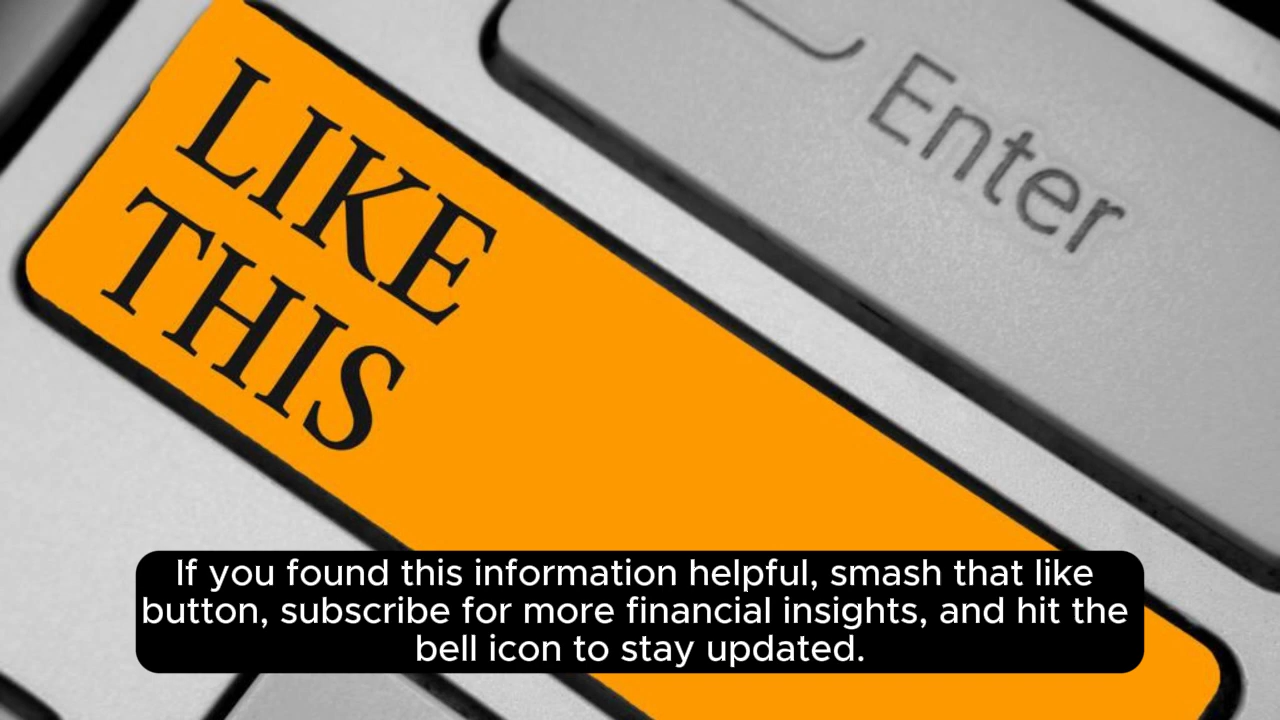 LIKE
THIS
Enter
If you found this information helpful, smash that like
button, subscribe for more financial insights, and hit the
bell icon to stay updated.